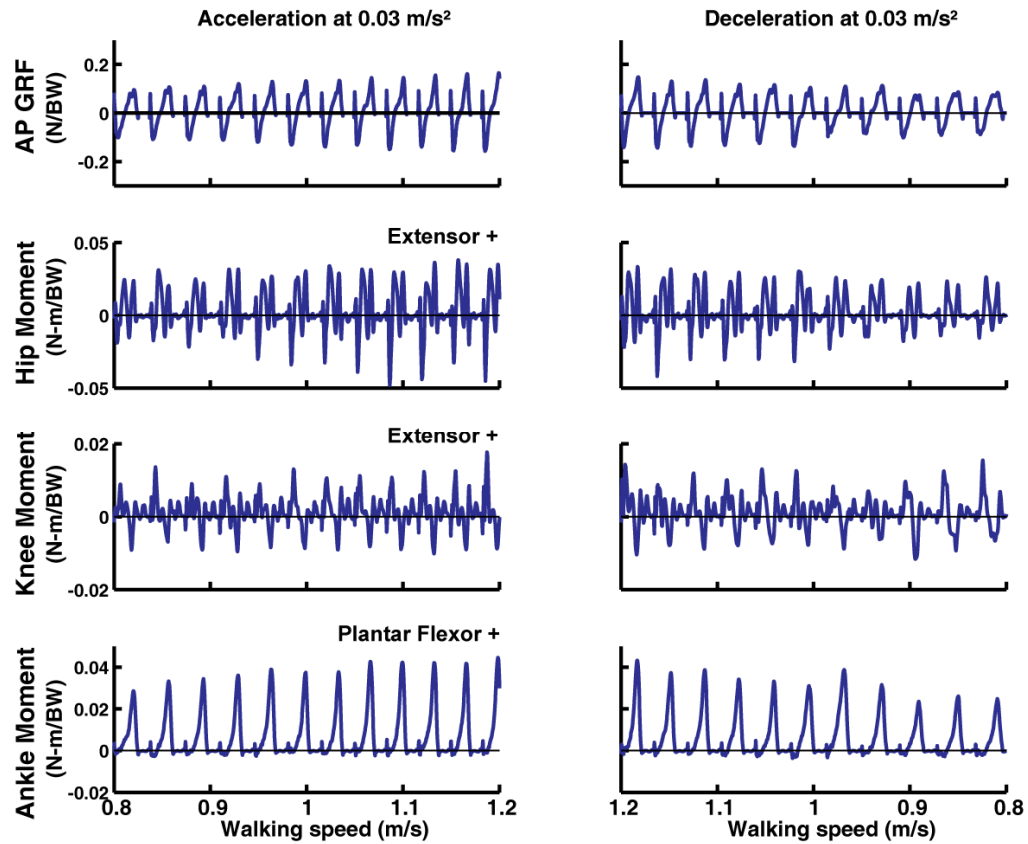 Acceleration at 0.03 m/s²
Deceleration at 0.03 m/s²
AP GRF
(N/BW)
0.2
0
-0.2
Hip Moment
(N-m/BW)
0.05
0
-0.05
Extensor +
Knee Moment
(N-m/BW)
0.02
0
-0.02
Extensor +
Ankle Moment
(N-m/BW)
0.04
0.02
0
-0.02
Plantar Flexor +
0.8 0.9 1 1.1 1.2
Walking speed (m/s)
1.2 1.1 1 0.9 0.8
Walking speed (m/s)